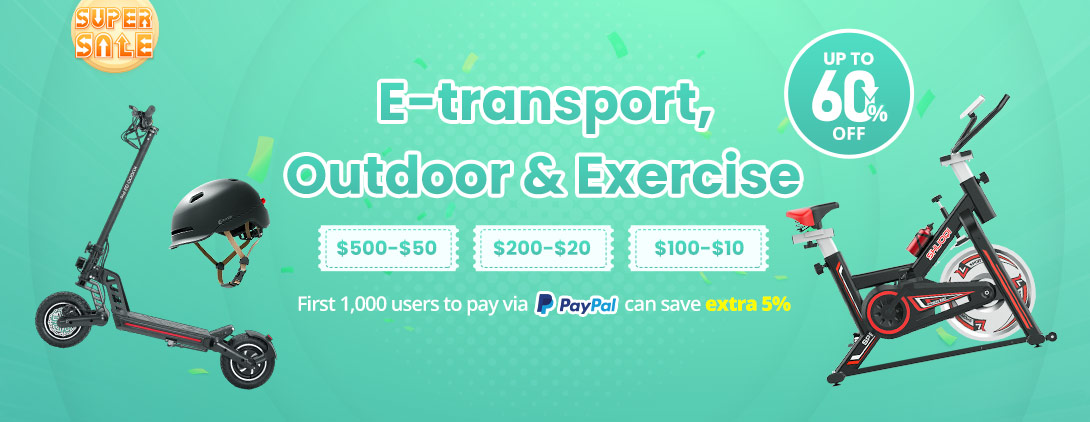 SUPER
SALE
UP TO
60%
OFF
E-transport,
Outdoor & Exercise
$500-$50
$200-$20
$100-$10
First 1,000 users to pay via PayPal can save extra 5%
SHUOQI